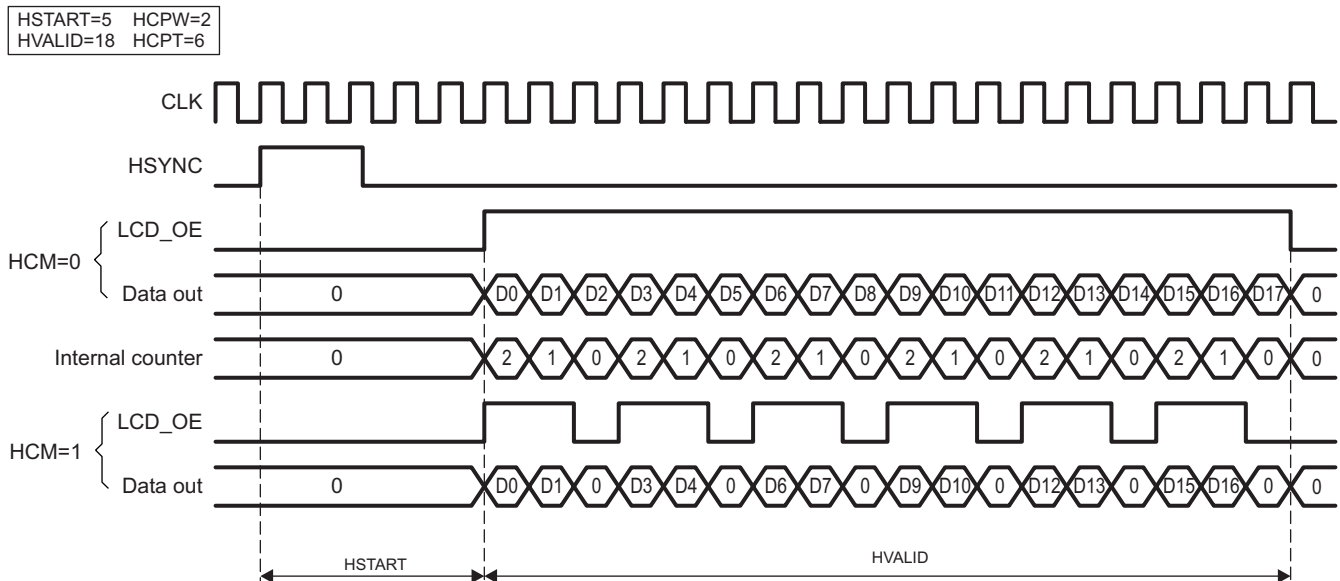 HSTART=5 HCPW=2
HVALID=18 HCPT=6
CLK
HSYNC
HCM=0
LCD_OE
Data out 0 D0 D1 D2 D3 D4 D5 D6 D7 D8 D9 D10 D11 D12 D13 D14 D15 D16 D17 0
Internal counter 0 2 1 0 2 1 0 2 1 0 2 1 0 2 1 0 2 1 0 0
HCM=1
LCD_OE
Data out 0 D0 D1 0 D3 D4 0 D6 D7 0 D9 D10 0 D12 D13 0 D15 D16 0 0
HSTART HVALID